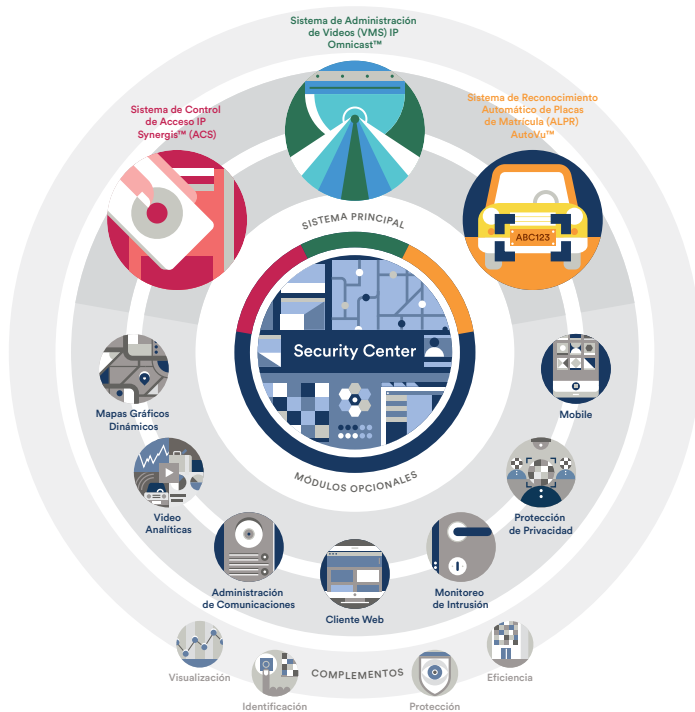 Sistema de Administración
de Videos (VMS) IP
Omnicast™
Sistema de Control
de Acceso IP
Synergis™ (ACS)
Sistema de Reconocimiento
Automático de Placas
de Matrícula (ALPR)
AutoVu™
SISTEMA PRINCIPAL
ABC123
Security Center
Mapas Gráficos
Dinámicos
Mobile
MÓDULOS OPCIONALES
Video
Analíticas
Protección
de Privacidad
Administración
de Comunicaciones
Monitoreo
de Intrusión
Cliente Web
Visualización
COMPLEMENTOS
Eficiencia
Identificación
Protección